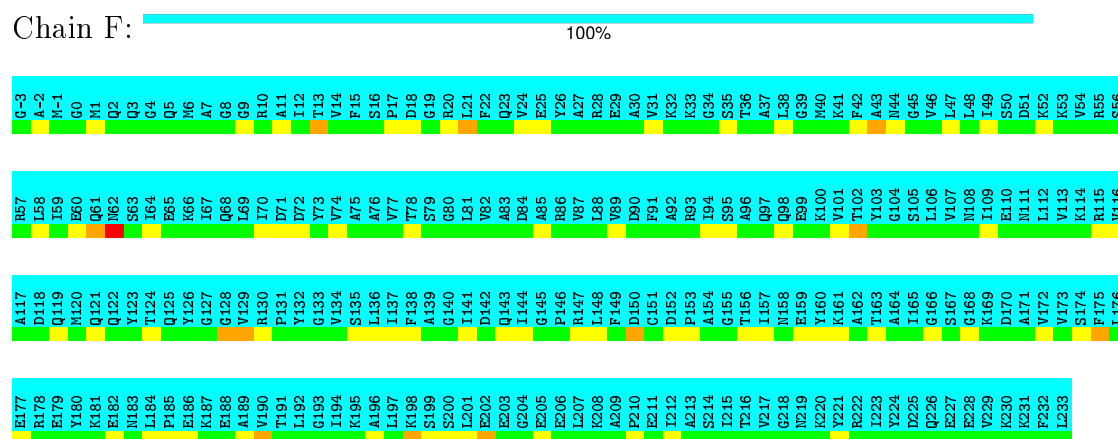 Chain F:
100%
G-3 A-2 M-1 G0 M1 Q2 Q3 G4 Q5 M6 A7 G8 G9 R10 A11 I12 T13 V14 F15 S16 P17 D18 G19 R20 L21 F22 Q23 V24 E25 Y26 A27 R28 E29 A30 V31 K32 K33 G34 S35 T36 A37 L38 G39 M40 K41 F42 A43 N44 G45 V46 L47 L48 I49 S50 D51 K52 K53 V54 R55 S56
R57 L58 I59 E60 Q61 N62 S63 I64 E65 K66 I67 Q68 L69 I70 D71 D72 Y73 V74 A75 A76 V77 T78 S79 G80 L81 V82 A83 D84 A85 R86 V87 L88 V89 D90 F91 A92 R93 I94 S95 A96 Q97 Q98 E99 K100 V101 T102 Y103 G104 S105 L106 V107 N108 I109 E110 N111 L112 V113 K114 R115 V116
A117 D118 Q119 M120 Q121 Q122 Y123 T124 Q125 Y126 G127 G128 V129 R130 P131 Y132 G133 V134 S135 L136 I137 F138 A139 G140 I141 D142 Q143 I144 G145 P146 R147 L148 F149 D150 C151 D152 P153 A154 G155 T156 I157 N158 E159 Y160 K161 A162 T163 A164 I165 G166 S167 G168 K169 D170 A171 V172 V173 S174 F175 L176
E177 R178 E179 Y180 K181 E182 N183 L184 P185 E186 K187 E188 A189 V190 T191 L192 G193 I194 K195 A196 L197 K198 S199 S200 L201 E202 E203 G204 E205 E206 L207 K208 A209 P210 E211 I212 A213 S214 I215 T216 V217 G218 N219 K220 Y221 R222 I223 Y224 D225 Q226 E227 E228 V229 K230 K231 F232 L233